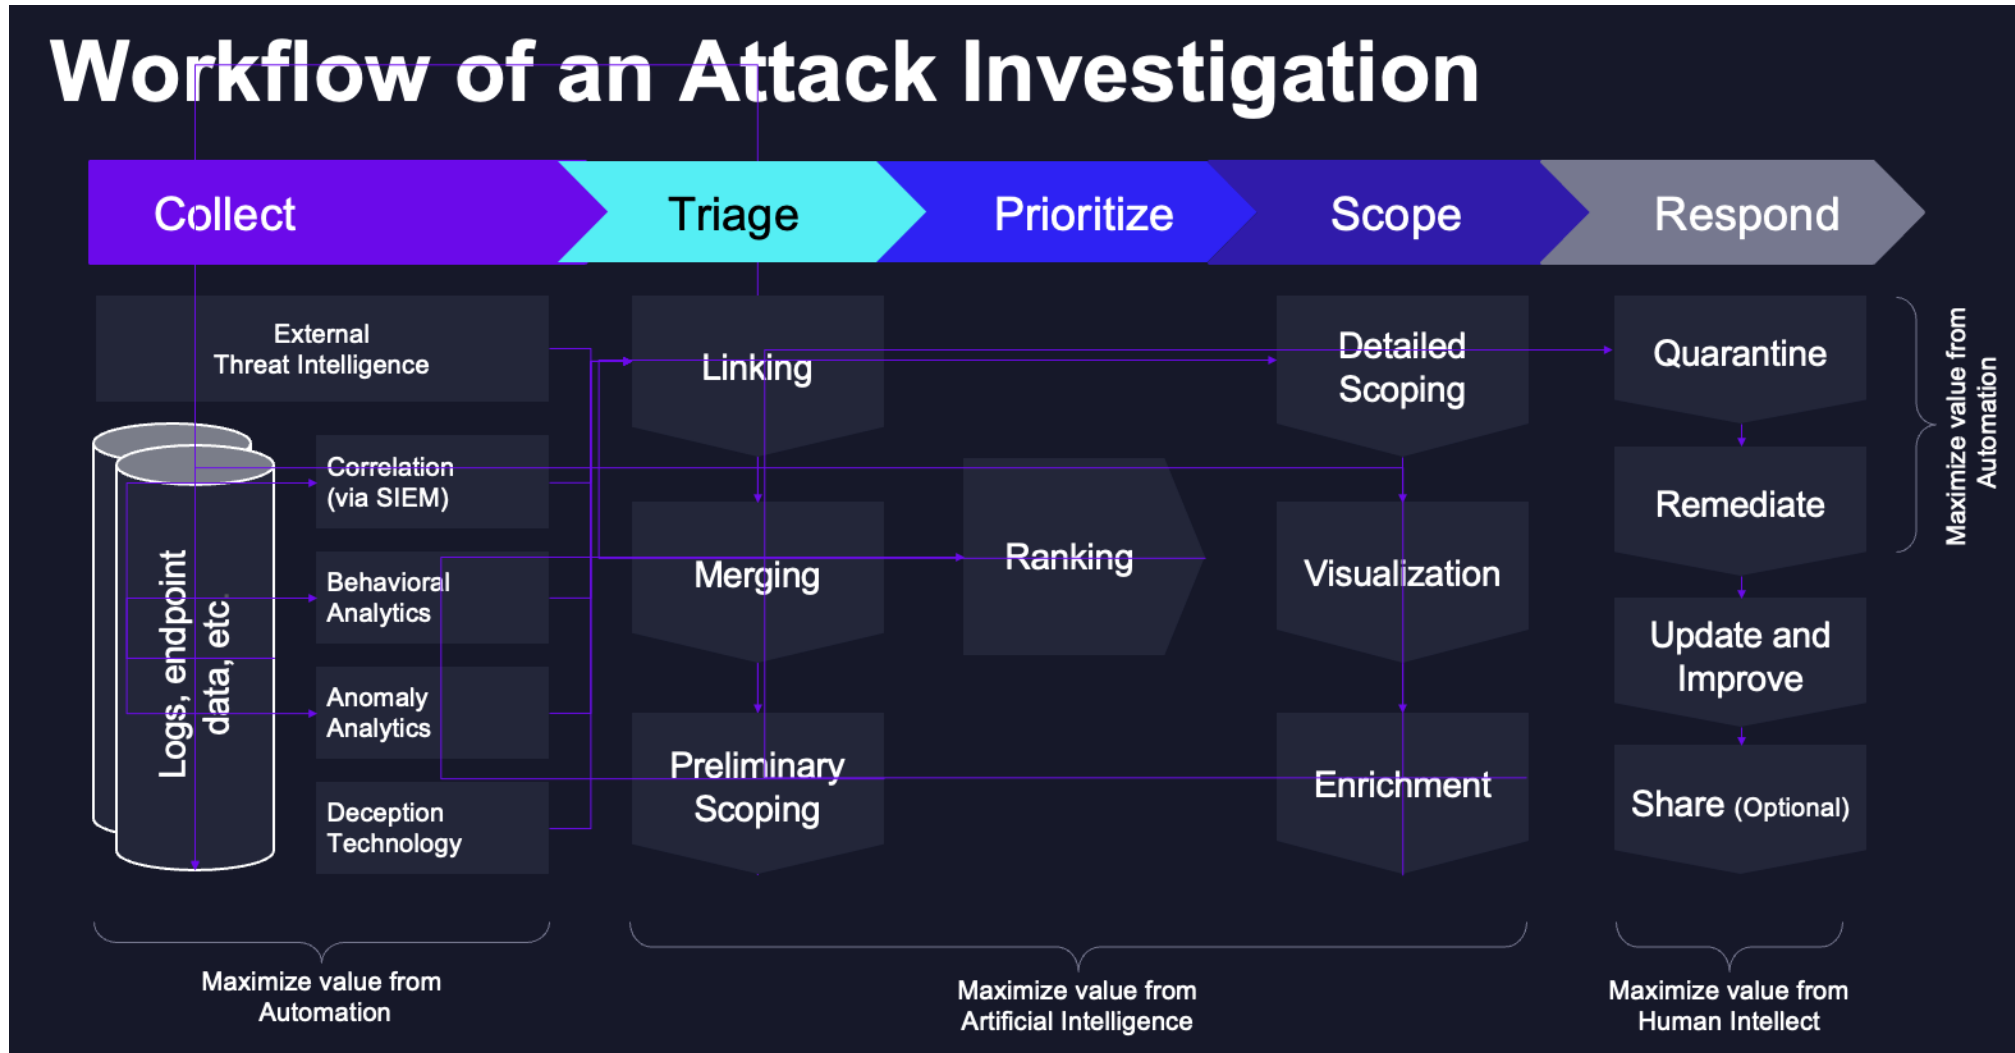 Workflow of an Attack Investigation
Collect
Triage
Prioritize
Scope
Respond
External
Threat Intelligence
Logs, endpoint
data, etc.
Correlation
(via SIEM)
Behavioral
Analytics
Anomaly
Analytics
Deception
Technology
Linking
Merging
Preliminary
Scoping
Ranking
Detailed
Scoping
Visualization
Enrichment
Quarantine
Remediate
Update and
Improve
Share (Optional)
Maximize value from
Automation
Maximize value from
Automation
Maximize value from
Artificial Intelligence
Maximize value from
Human Intellect